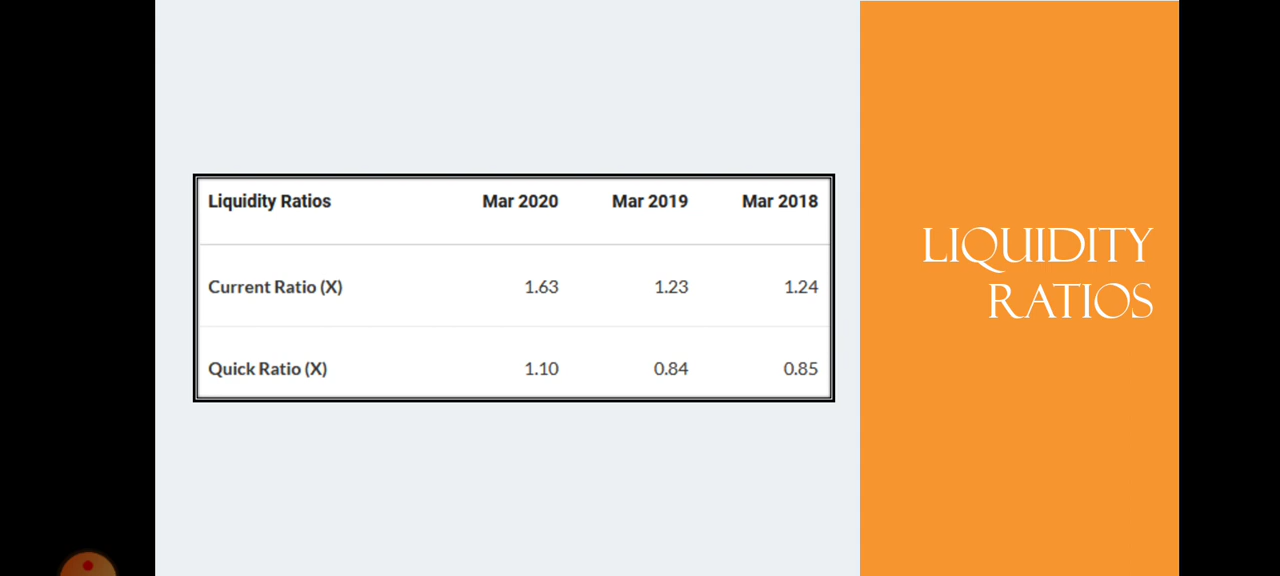 Liquidity Ratios Mar 2020 Mar 2019 Mar 2018
Current Ratio (X) 1.63 1.23 1.24
Quick Ratio (X) 1.10 0.84 0.85
LIQUIDITY
RATIOS